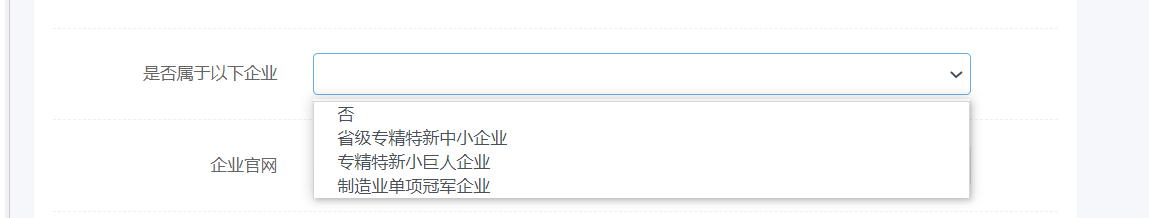 是否属于以下企业
否
省级专精特新中小企业
专精特新小巨人企业
企业官网
制造业单项冠军企业